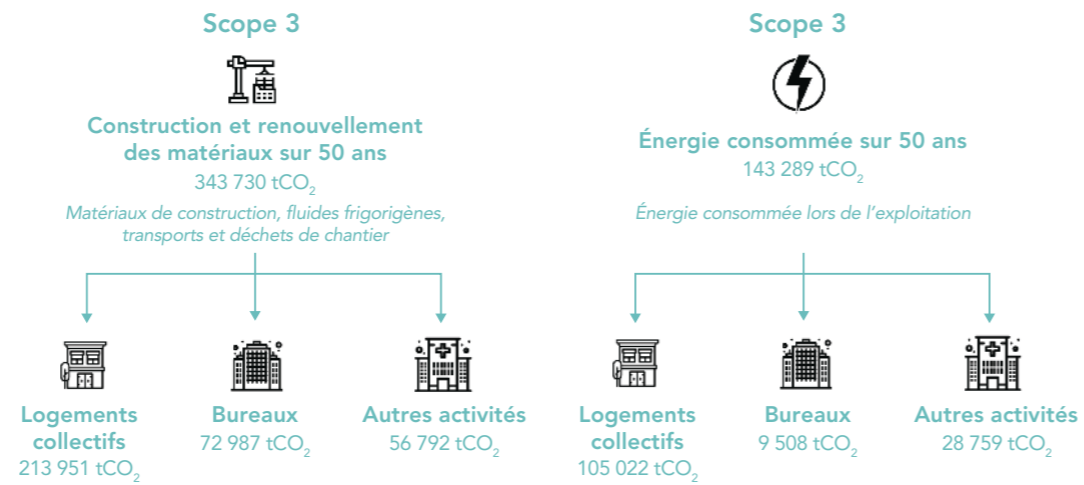 Scope 3
Construction et renouvellement
des matériaux sur 50 ans
343 730 tCO₂
Matériaux de construction, fluides frigorigènes,
transports et déchets de chantier
Logements
collectifs
213 951 tCO₂
Bureaux
72 987 tCO₂
Autres activités
56 792 tCO₂
Scope 3
Énergie consommée sur 50 ans
143 289 tCO₂
Énergie consommée lors de l’exploitation
Logements
collectifs
105 022 tCO₂
Bureaux
9 508 tCO₂
Autres activités
28 759 tCO₂